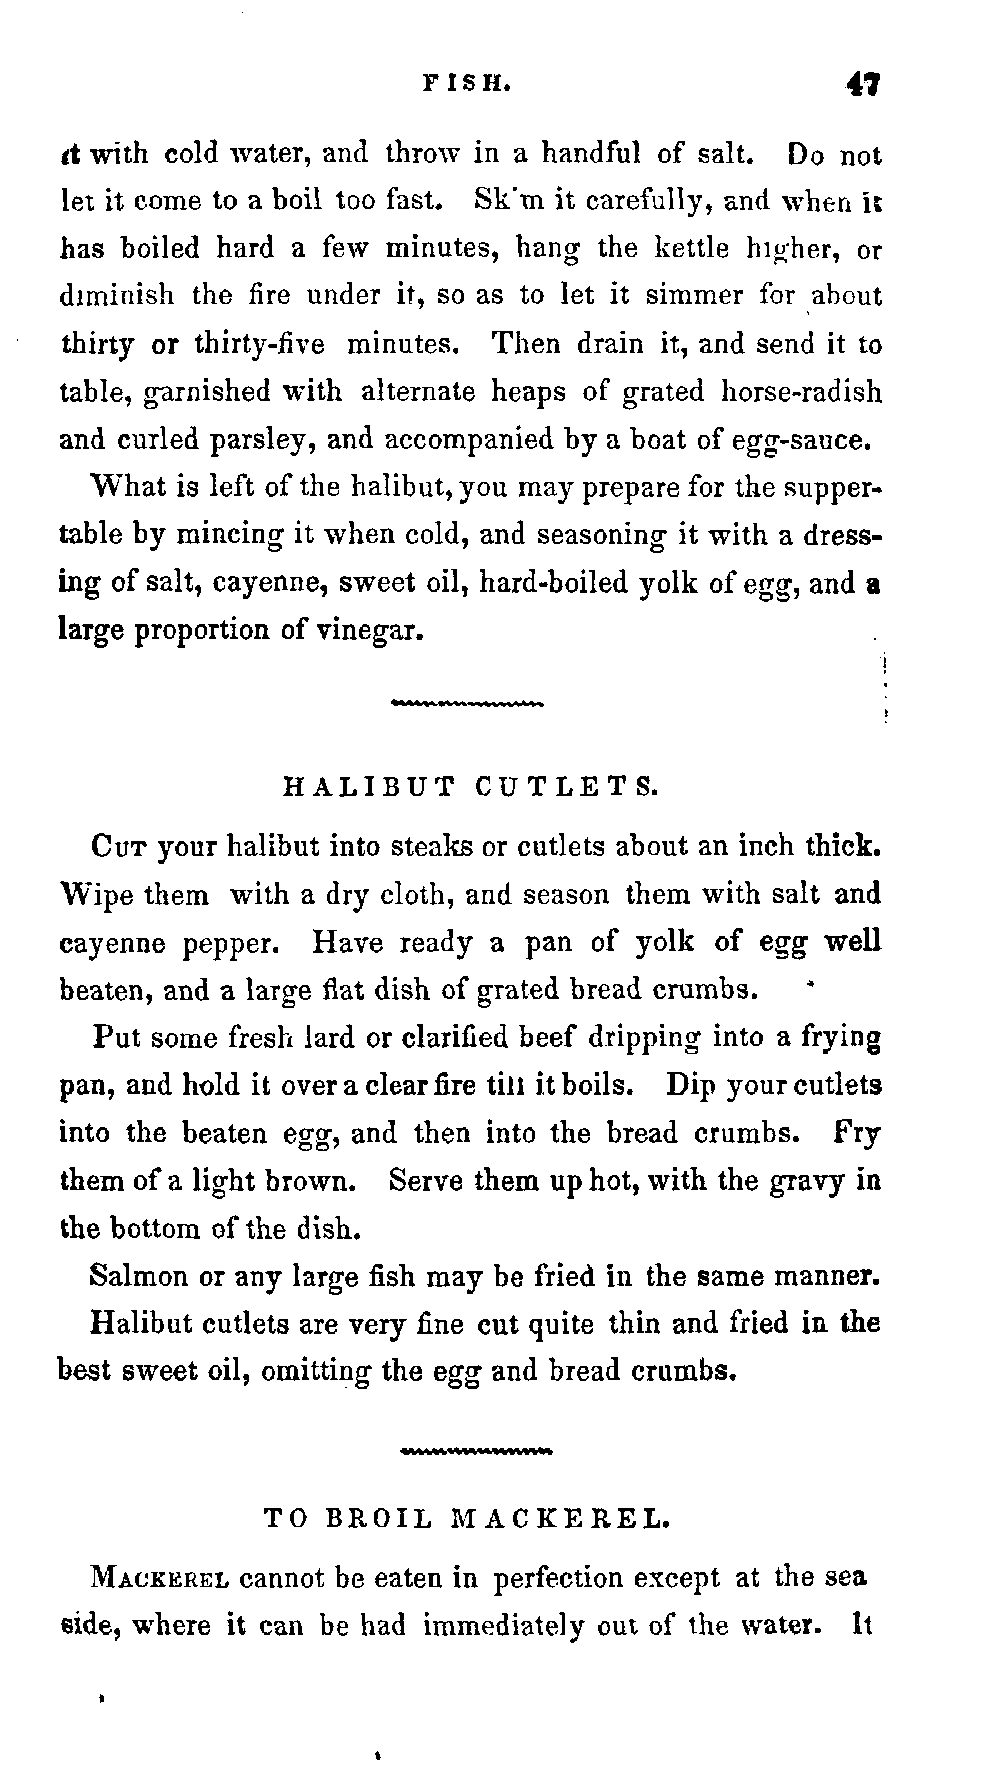 FISH. 47
it with cold water, and throw in a handful of salt. Do not
let it come to a boil too fast. Sk'm it carefully, and when it
has boiled hard a few minutes, hang the kettle higher, or
diminish the fire under it, so as to let it simmer for about
thirty or thirty-five minutes. Then drain it, and send it to
table, garnished with alternate heaps of grated horse-radish
and curled parsley, and accompanied by a boat of egg-sauce.
What is left of the halibut, you may prepare for the supper-
table by mincing it when cold, and seasoning it with a dress-
ing of salt, cayenne, sweet oil, hard-boiled yolk of egg, and a
large proportion of vinegar.
HALIBUT CUTLETS.
Cut your halibut into steaks or cutlets about an inch thick.
Wipe them with a dry cloth, and season them with salt and
cayenne pepper. Have ready a pan of yolk of egg well
beaten, and a large flat dish of grated bread crumbs.
Put some fresh lard or clarified beef dripping into a frying
pan, and hold it over a clear fire till it boils. Dip your cutlets
into the beaten egg, and then into the bread crumbs. Fry
them of a light brown. Serve them up hot, with the gravy in
the bottom of the dish.
Salmon or any large fish may be fried in the same manner.
Halibut cutlets are very fine cut quite thin and fried in the
best sweet oil, omitting the egg and bread crumbs.
TO BROIL MACKEREL.
Mackerel cannot be eaten in perfection except at the sea
side, where it can be had immediately out of the water. It